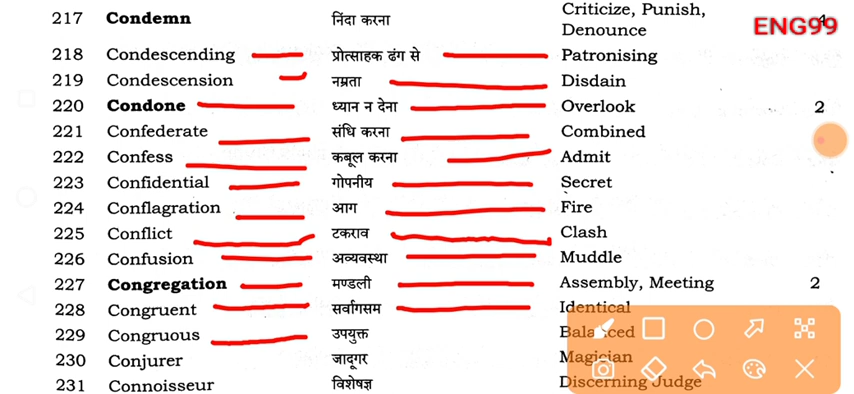 217 Condemn निंदा करना Criticize, Punish, Denounce 4
ENG99
218 Condescending प्रोत्साहक ढंग से Patronising
219 Condescension नम्रता Disdain
220 Condone ध्यान न देना Overlook 2
221 Confederate संधि करना Combined
222 Confess कबूल करना Admit
223 Confidential गोपनीय Secret
224 Conflagration आग Fire
225 Conflict टकराव Clash
226 Confusion अव्यवस्था Muddle
227 Congregation मण्डली Assembly, Meeting 2
228 Congruent सर्वांगसम Identical
229 Congruous उपयुक्त Balanced
230 Conjurer जादूगर Magician
231 Connoisseur विशेषज्ञ Discerning Judge